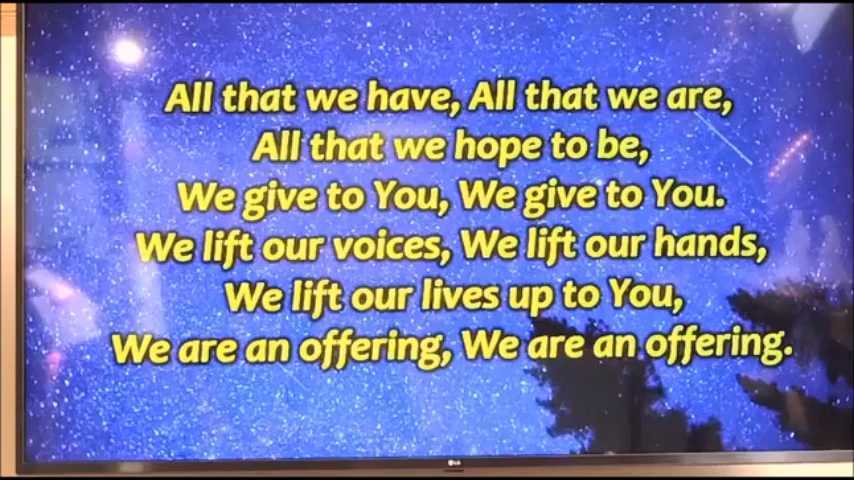 All that we have, All that we are,
All that we hope to be,
We give to You, We give to You.
We lift our voices, We lift our hands,
We lift our lives up to You,
We are an offering, We are an offering.
LG